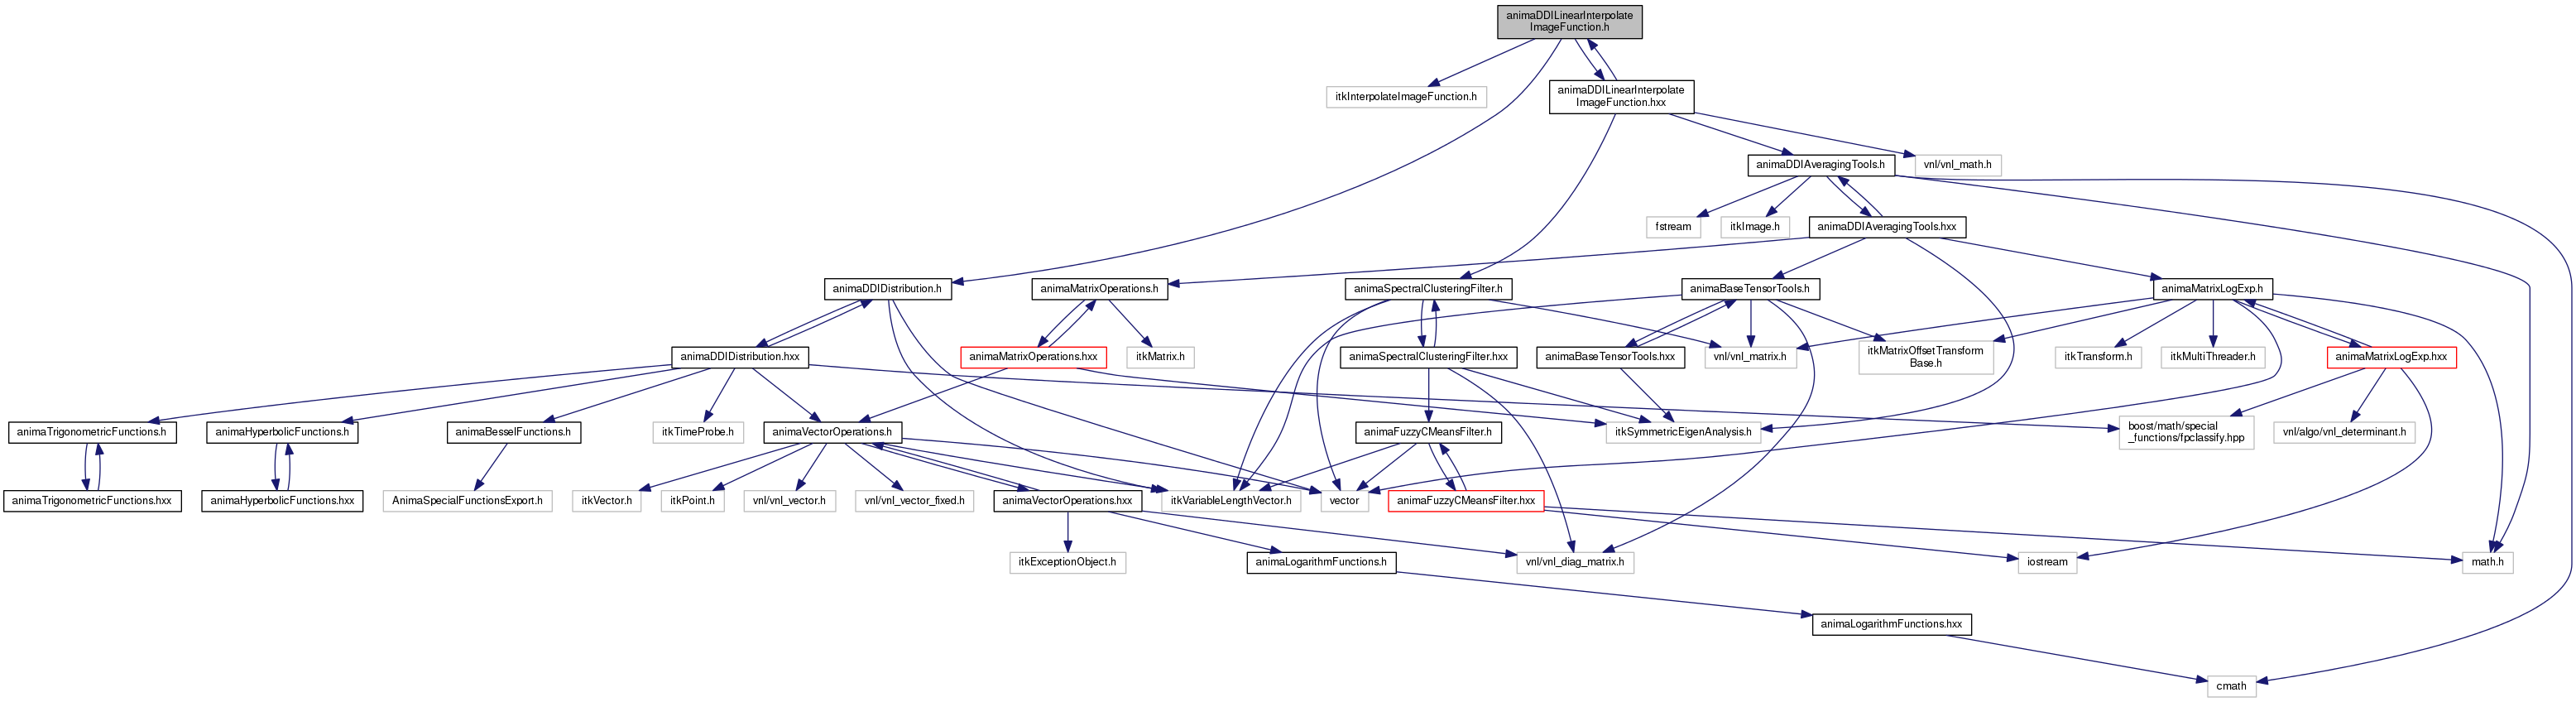 animaDDILinearInterpolate
ImageFunction.h
itkInterpolateImageFunction.h
animaDDILinearInterpolate
ImageFunction.hxx
animaDDIAveragingTools.h
vnl/vnl_math.h
fstream
itkImage.h
animaDDIAveragingTools.hxx
animaDDIDistribution.h
animaMatrixOperations.h
animaSpectralClusteringFilter.h
animaBaseTensorTools.h
animaMatrixLogExp.h
animaDDIDistribution.hxx
animaMatrixOperations.hxx
itkMatrix.h
animaSpectralClusteringFilter.hxx
animaBaseTensorTools.hxx
vnl/vnl_matrix.h
itkMatrixOffsetTransform
Base.h
itkTransform.h
itkMultiThreader.h
animaMatrixLogExp.hxx
animaTrigonometricFunctions.h
animaHyperbolicFunctions.h
animaBesselFunctions.h
itkTimeProbe.h
animaVectorOperations.h
animaFuzzyCMeansFilter.h
itkSymmetricEigenAnalysis.h
boost/math/special
_functions/fpclassify.hpp
vnl/algo/vnl_determinant.h
animaTrigonometricFunctions.hxx
animaHyperbolicFunctions.hxx
AnimaSpecialFunctionsExport.h
itkVector.h
itkPoint.h
vnl/vnl_vector.h
vnl/vnl_vector_fixed.h
animaVectorOperations.hxx
itkVariableLengthVector.h
vector
animaFuzzyCMeansFilter.hxx
itkExceptionObject.h
animaLogarithmFunctions.h
vnl/vnl_diag_matrix.h
iostream
math.h
animaLogarithmFunctions.hxx
cmath